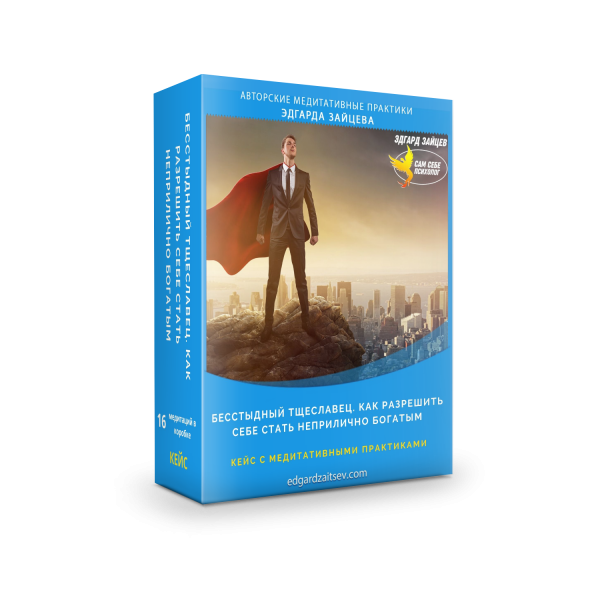 АВТОРСКИЕ МЕДИТАТИВНЫЕ ПРАКТИКИ
ЭДГАРДА ЗАЙЦЕВА
ЭДГАРД ЗАЙЦЕВ
САМ СЕБЕ
ПСИХОЛОГ
БЕССТЫДНЫЙ ТЩЕСЛАВЕЦ. КАК РАЗРЕШИТЬ
СЕБЕ СТАТЬ НЕПРИЛИЧНО БОГАТЫМ
КЕЙС С МЕДИТАТИВНЫМИ ПРАКТИКАМИ
edgardzaitsev.com
БЕССТЫДНЫЙ ТЩЕСЛАВЕЦ. КАК
РАЗРЕШИТЬ СЕБЕ СТАТЬ
НЕПРИЛИЧНО БОГАТЫМ
16 медитаций в
коробке
КЕЙС